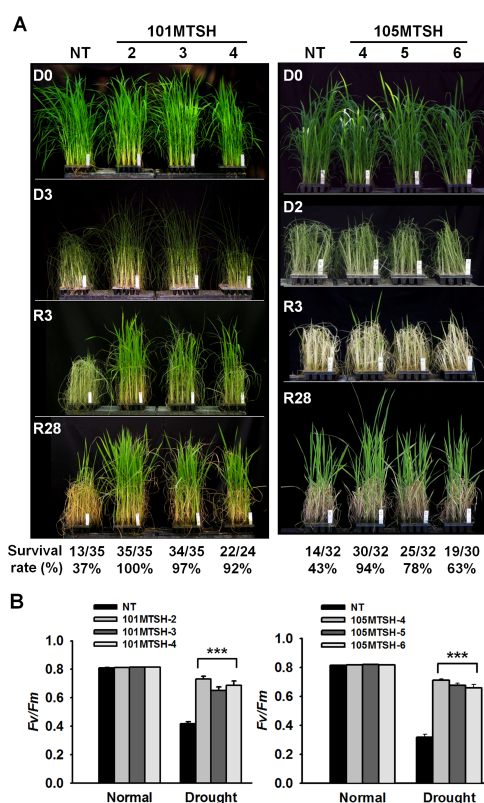 A
101MTSH
105MTSH
NT 2 3 4
NT 4 5 6
D0
D3
R3
R28
D0
D2
R3
R28
Survival 13/35 35/35 34/35 22/24
rate (%) 37% 100% 97% 92%
14/32 30/32 25/32 19/30
43% 94% 78% 63%
B
NT
101MTSH-2
101MTSH-3
101MTSH-4
***
Fv/Fm
1.0
0.8
0.6
0.4
0.2
0.0
Normal Drought
NT
105MTSH-4
105MTSH-5
105MTSH-6
***
Fv/Fm
1.0
0.8
0.6
0.4
0.2
0.0
Normal Drought